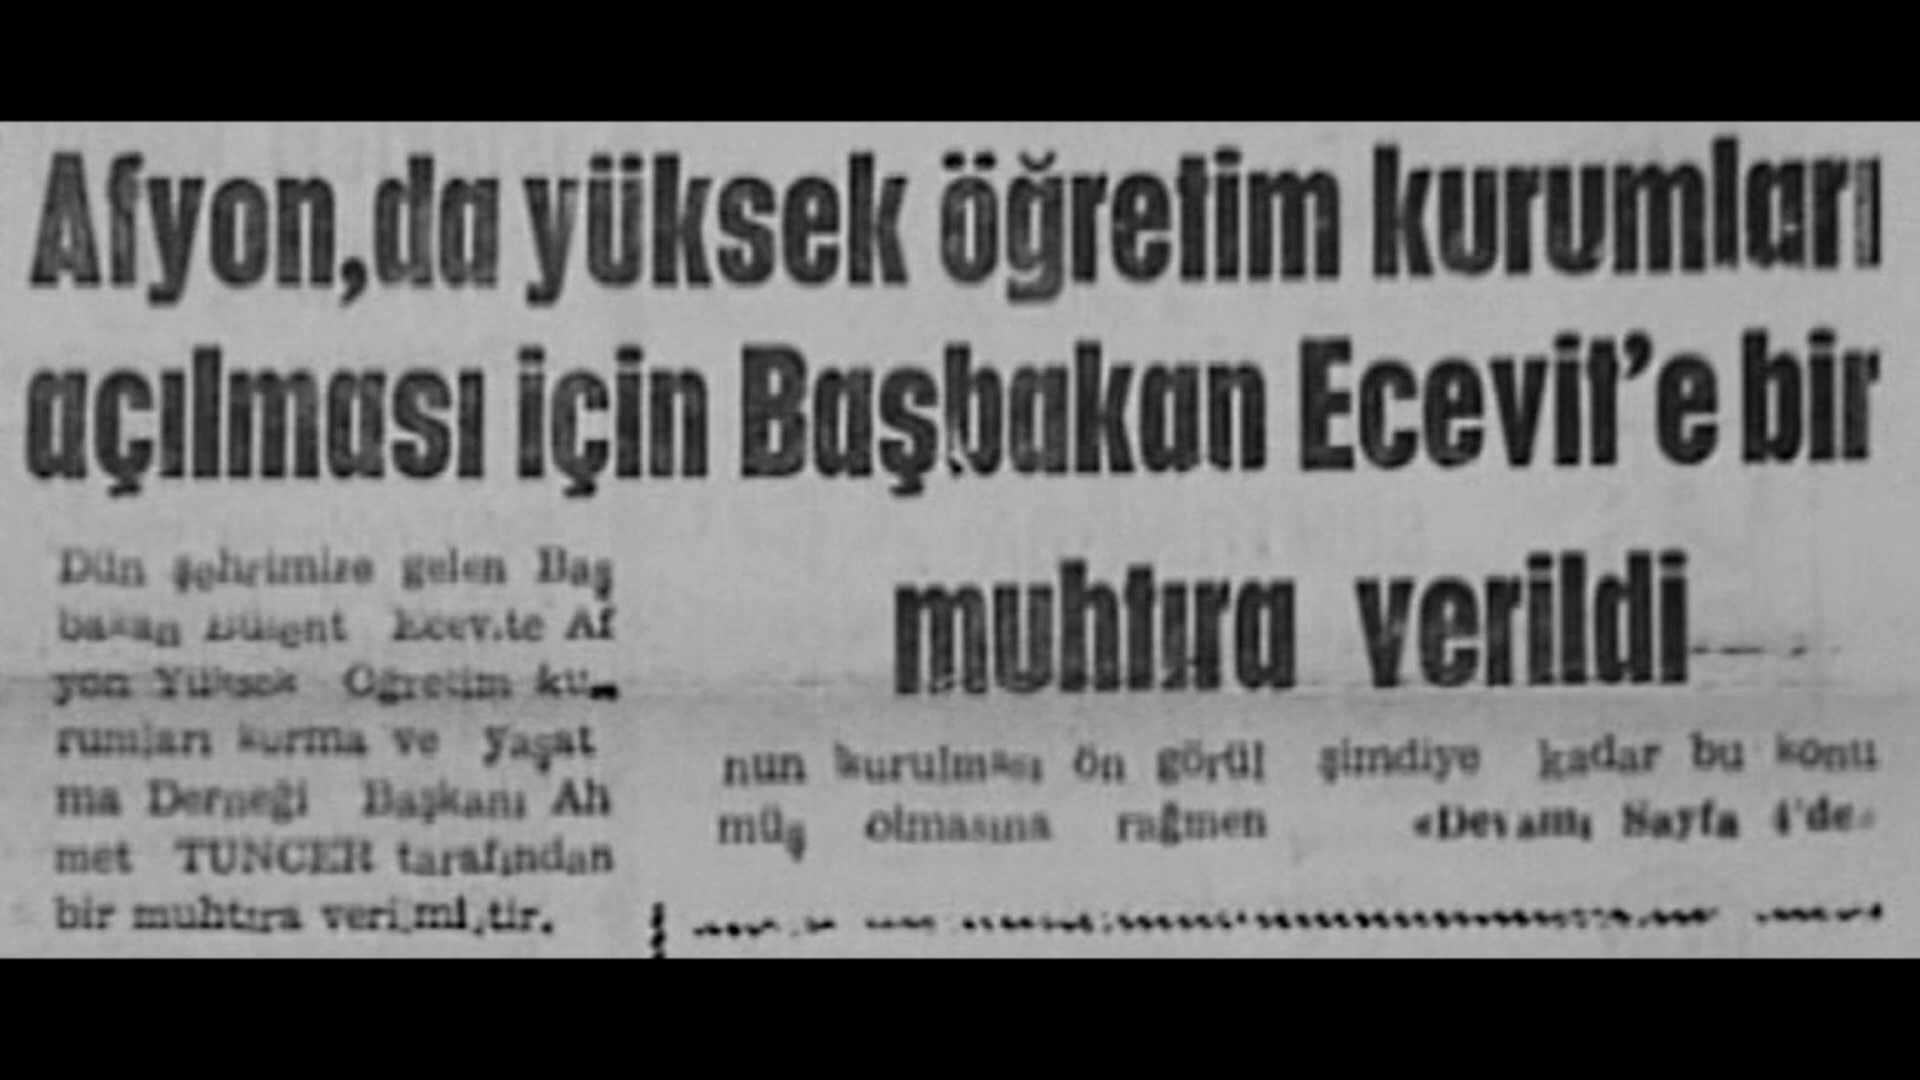 Afyon,da yüksek öğretim kurumları
açılması için Başbakan Ecevit'e bir
muhtıra verildi
Dün şehrimize gelen Baş
bakan Bülent Ecevite Af
yon Yüksek Öğretim ku-
rumları kurma ve Yaşat
ma Derneği Başkanı Ah
met TUNCER tarafından
bir muhtıra verilmiştir.
nun kurulması ön görül
müş olmasına rağmen
şimdiye kadar bu konu
«Devamı Sayfa 4'de»